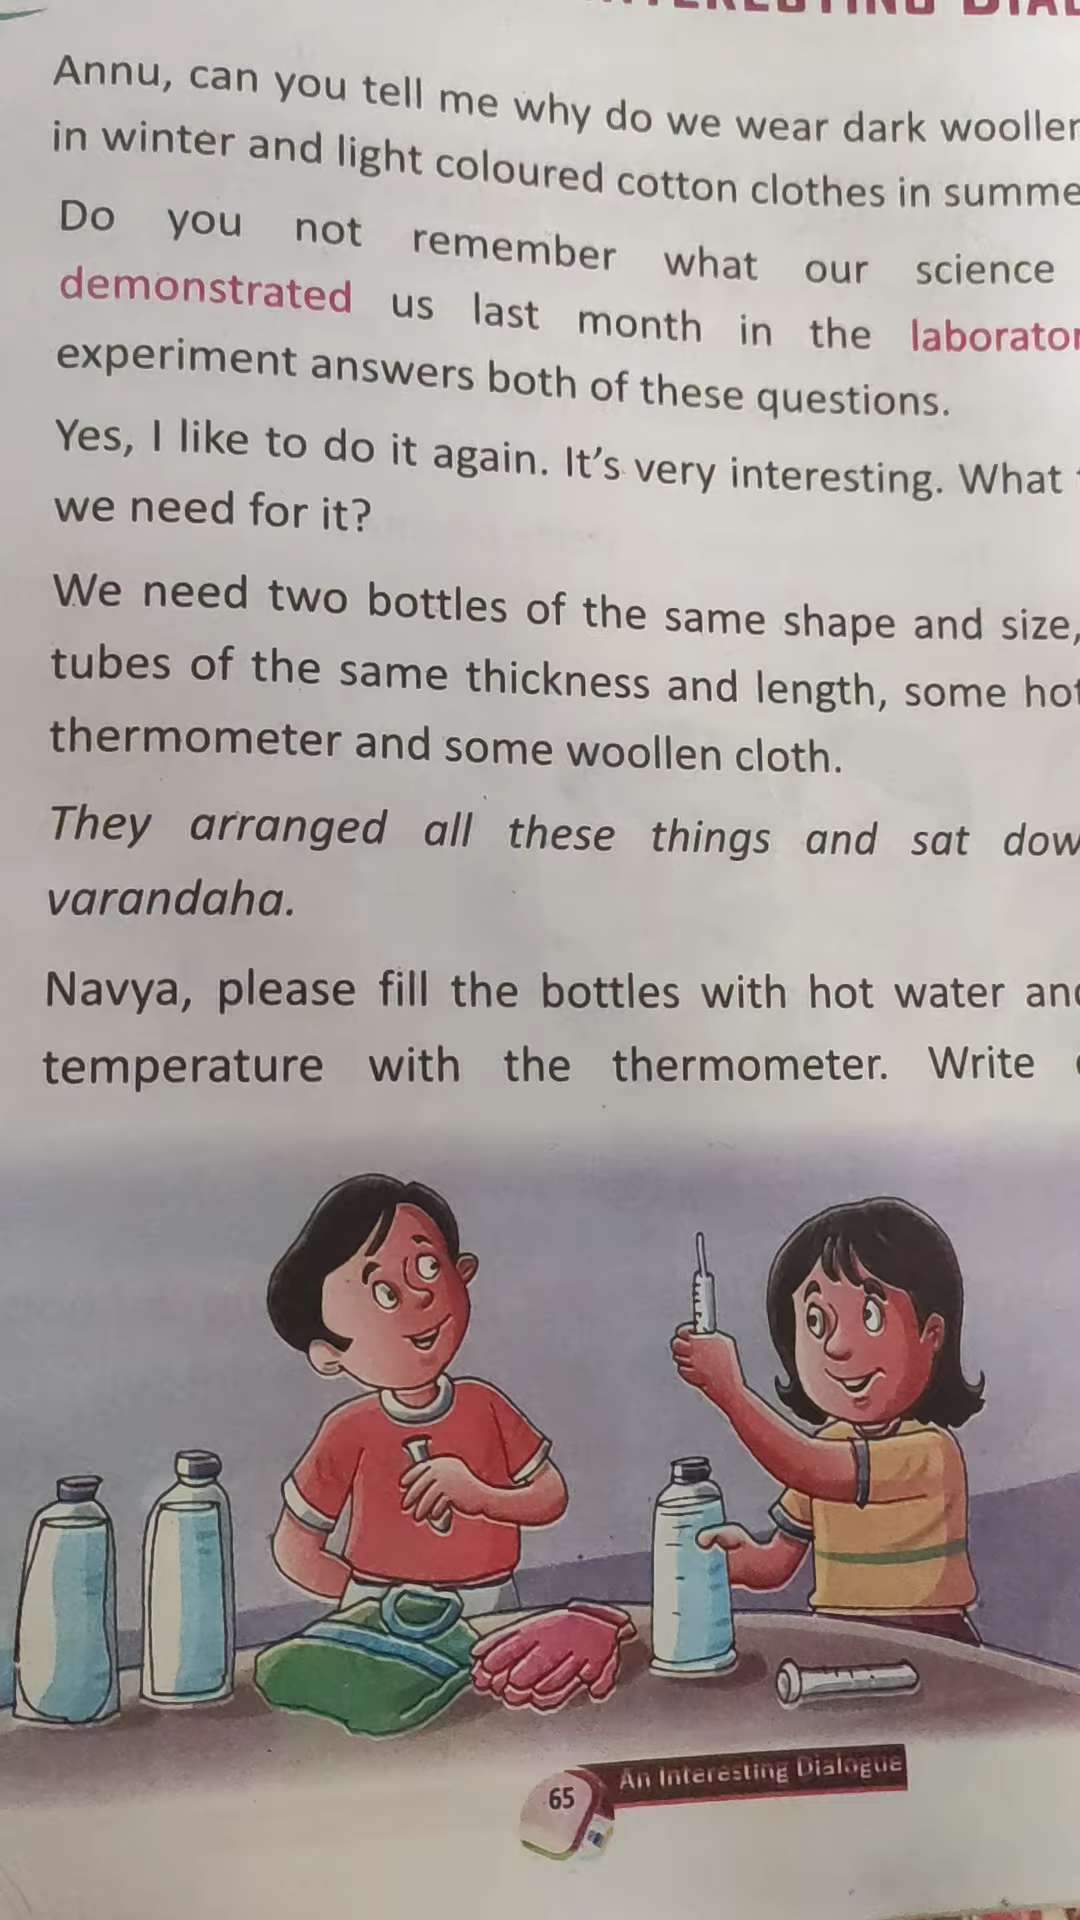 Annu, can you tell me why do we wear dark woollen
in winter and light coloured cotton clothes in summe
Do you not remember what our science
demonstrated us last month in the laborator
experiment answers both of these questions.
Yes, I like to do it again. It's very interesting. What
we need for it?
We need two bottles of the same shape and size,
tubes of the same thickness and length, some hot
thermometer and some woollen cloth.
They arranged all these things and sat dow
varandaha.
Navya, please fill the bottles with hot water and
temperature with the thermometer. Write
65
An Interesting Dialogue